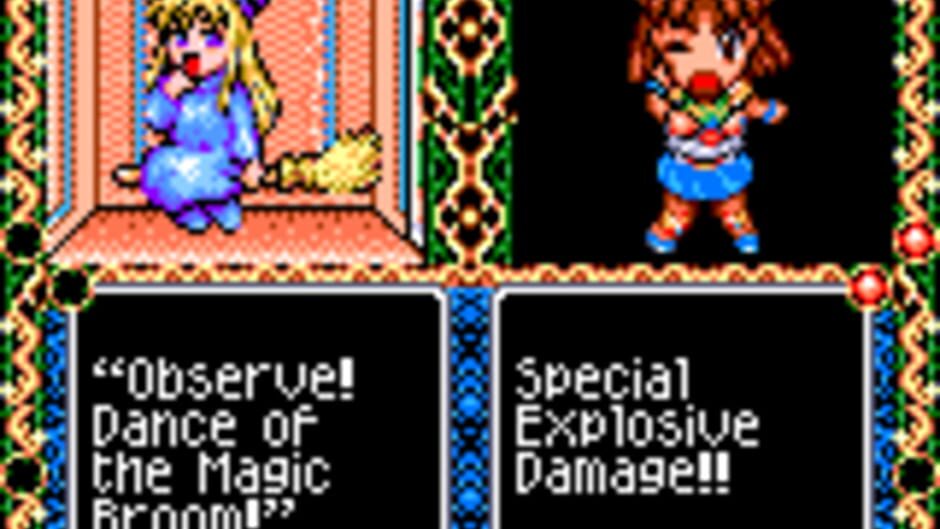 “Observe!
Dance of
the Magic
Broom!”
Special
Explosive
Damage!!